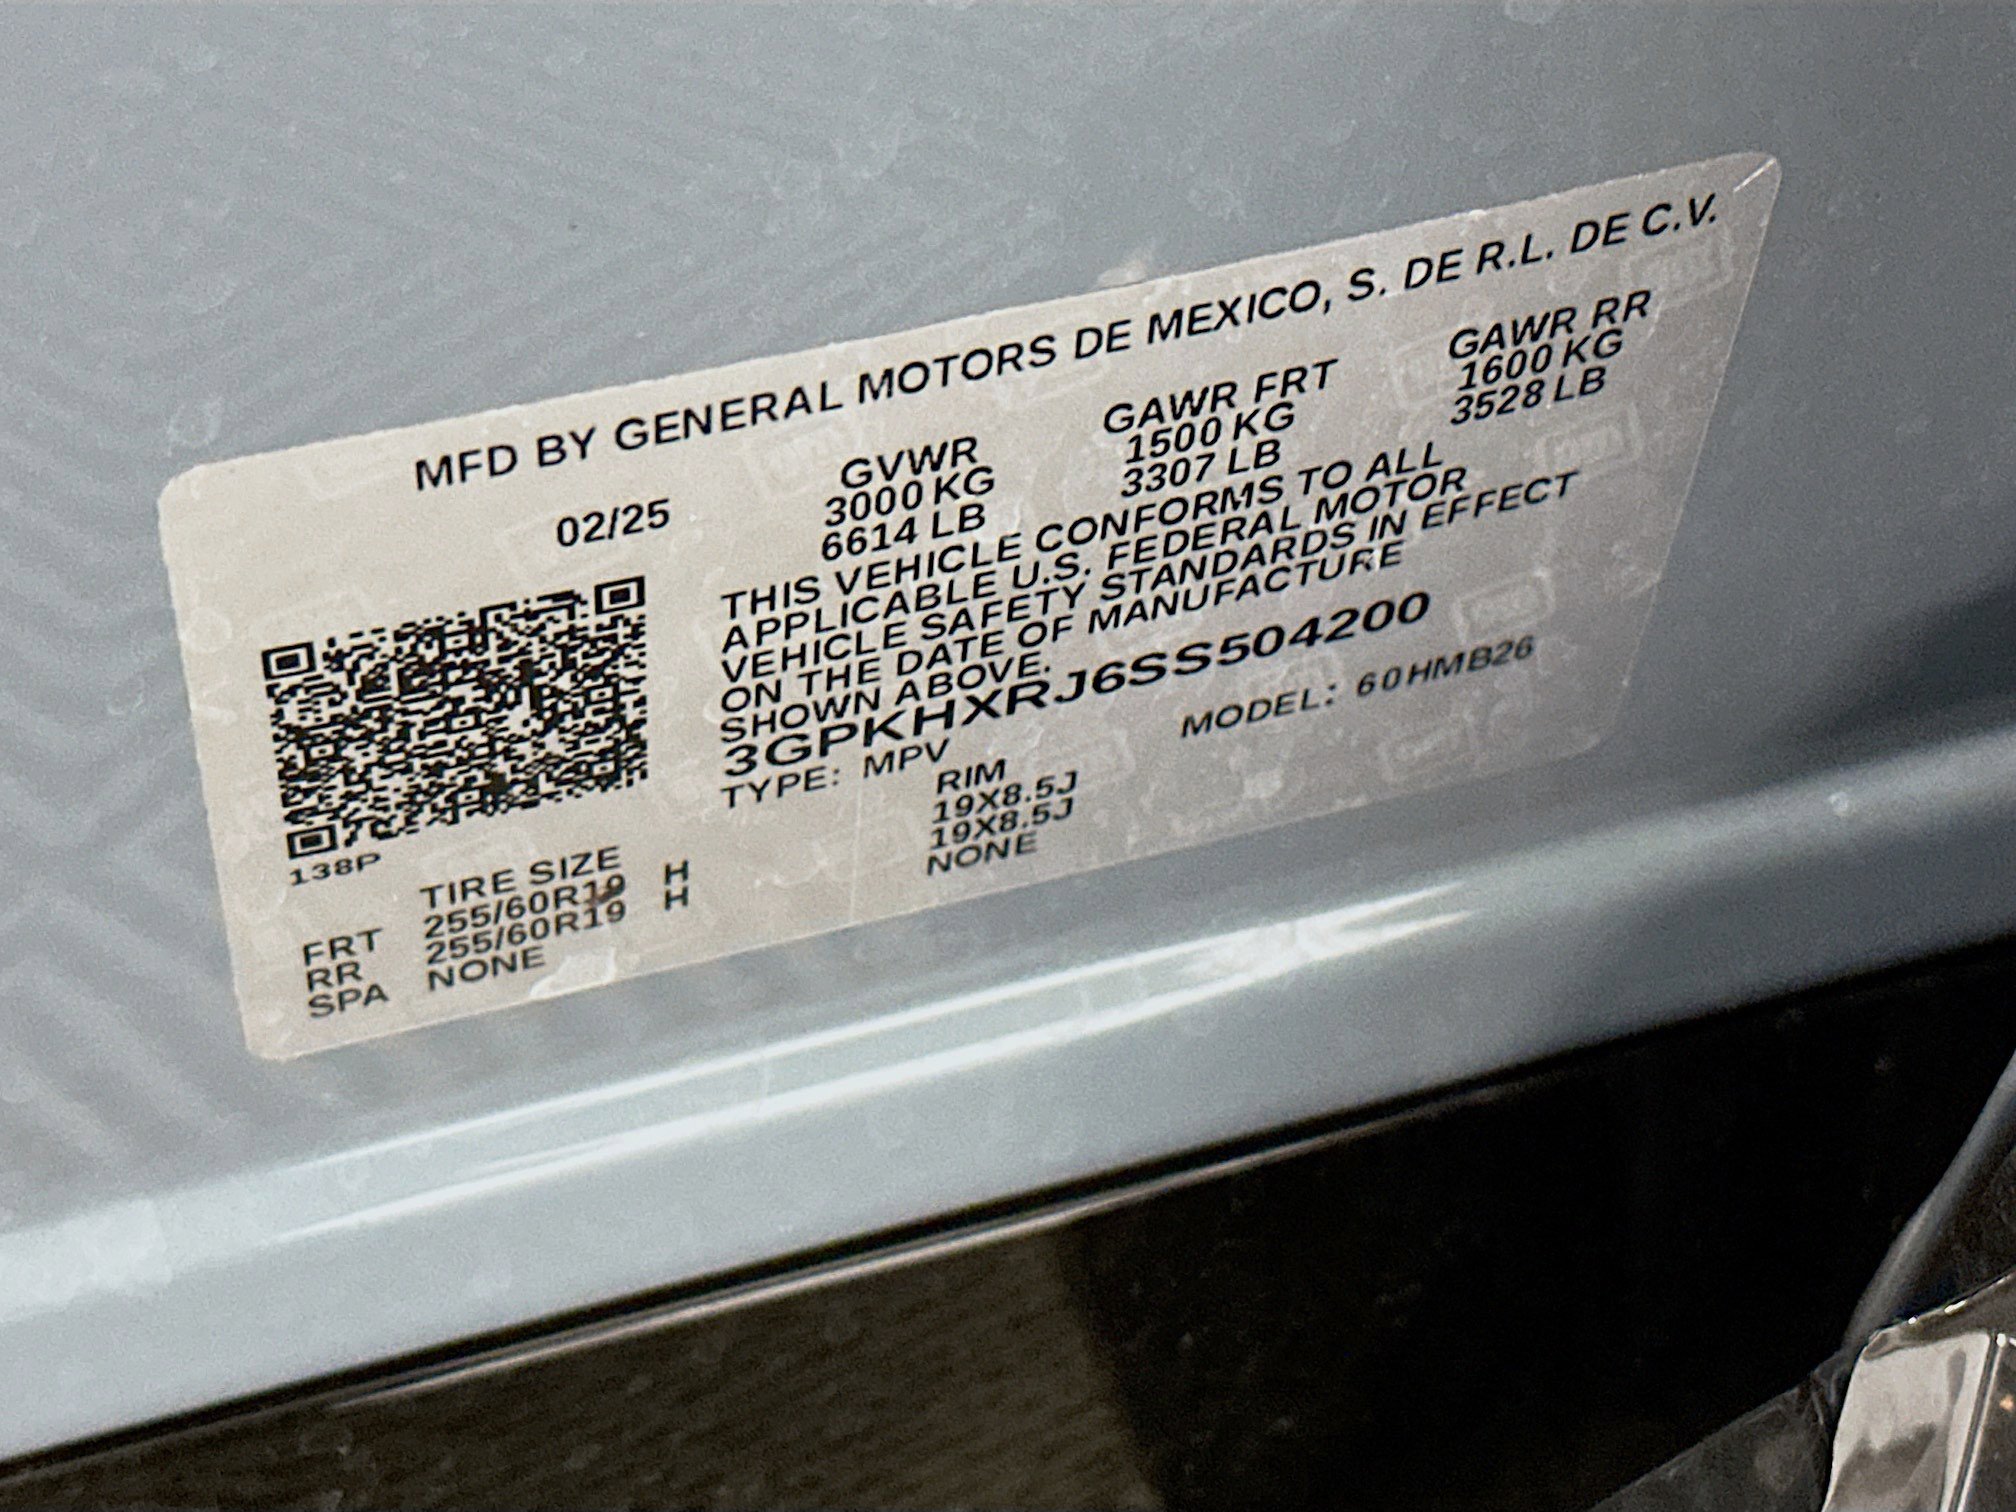 MFD BY GENERAL MOTORS DE MEXICO, S. DE R.L. DE C.V.
02/25 GVWR GAWR FRT GAWR RR
3000 KG 1500 KG 1600 KG
6614 LB 3307 LB 3528 LB
THIS VEHICLE CONFORMS TO ALL
APPLICABLE U.S. FEDERAL MOTOR
VEHICLE SAFETY STANDARDS IN EFFECT
ON THE DATE OF MANUFACTURE
SHOWN ABOVE.
3GPKHXRJ6SS504200
TYPE: MPV MODEL: 60HMB26
138P
TIRE SIZE RIM
FRT 255/60R19 H 19X8.5J
RR 255/60R19 H 19X8.5J
SPA NONE NONE